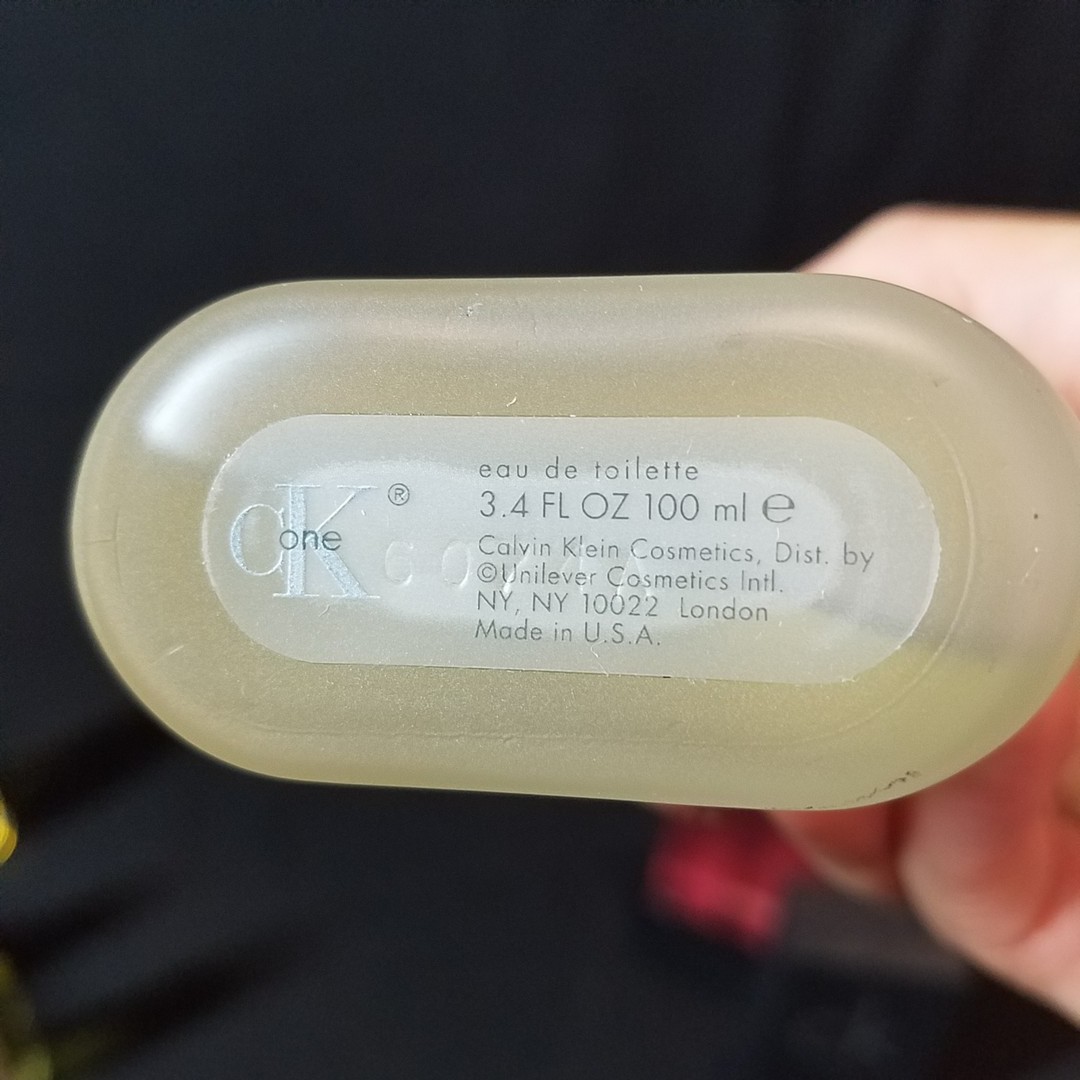 cK one ®
eau de toilette
3.4 FL OZ 100 ml ℮
Calvin Klein Cosmetics, Dist. by
©Unilever Cosmetics Intl.
NY, NY 10022 London
Made in U.S.A.